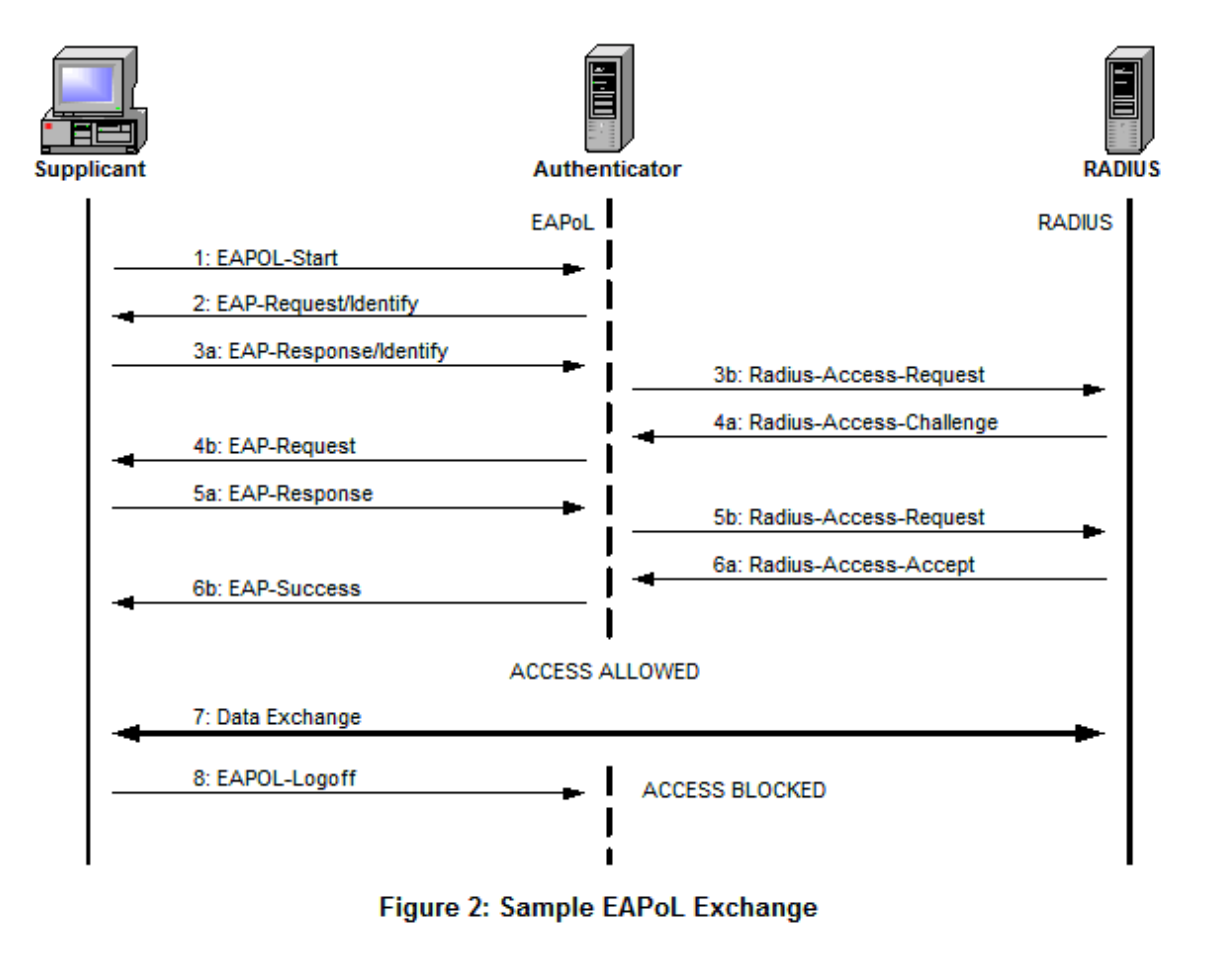 Supplicant
Authenticator
RADIUS
EAPoL
RADIUS
1: EAPOL-Start
2: EAP-Request/Identify
3a: EAP-Response/Identify
3b: Radius-Access-Request
4a: Radius-Access-Challenge
4b: EAP-Request
5a: EAP-Response
5b: Radius-Access-Request
6a: Radius-Access-Accept
6b: EAP-Success
ACCESS ALLOWED
7: Data Exchange
8: EAPOL-Logoff
ACCESS BLOCKED
Figure 2: Sample EAPoL Exchange